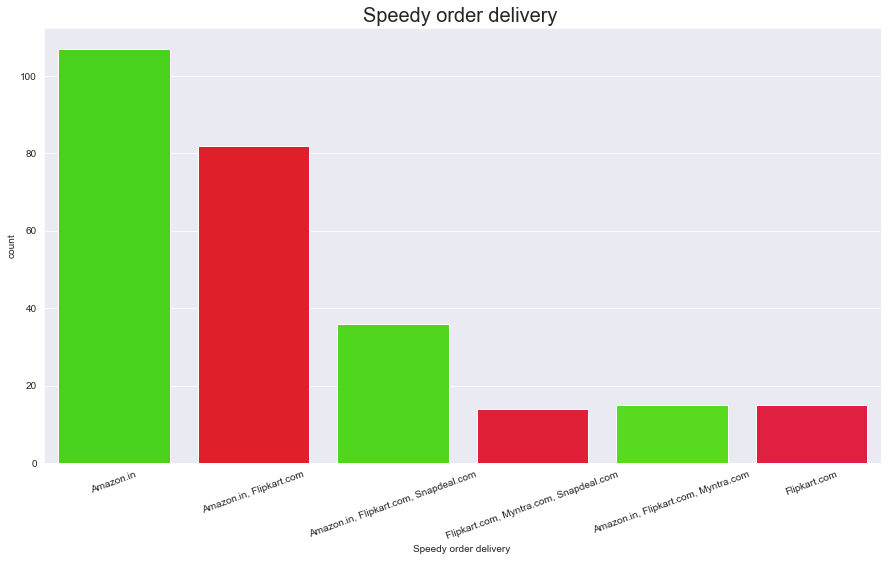 Speedy order delivery
count
100
80
60
40
20
0
Amazon.in
Amazon.in, Flipkart.com
Amazon.in, Flipkart.com, Snapdeal.com
Flipkart.com, Myntra.com, Snapdeal.com
Amazon.in, Flipkart.com, Myntra.com
Flipkart.com
Speedy order delivery